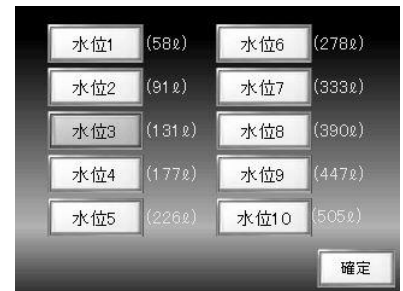 水位1 (58ℓ) 水位6 (278ℓ)
水位2 (91ℓ) 水位7 (333ℓ)
水位3 (131ℓ) 水位8 (390ℓ)
水位4 (177ℓ) 水位9 (447ℓ)
水位5 (226ℓ) 水位10 (505ℓ)
確定